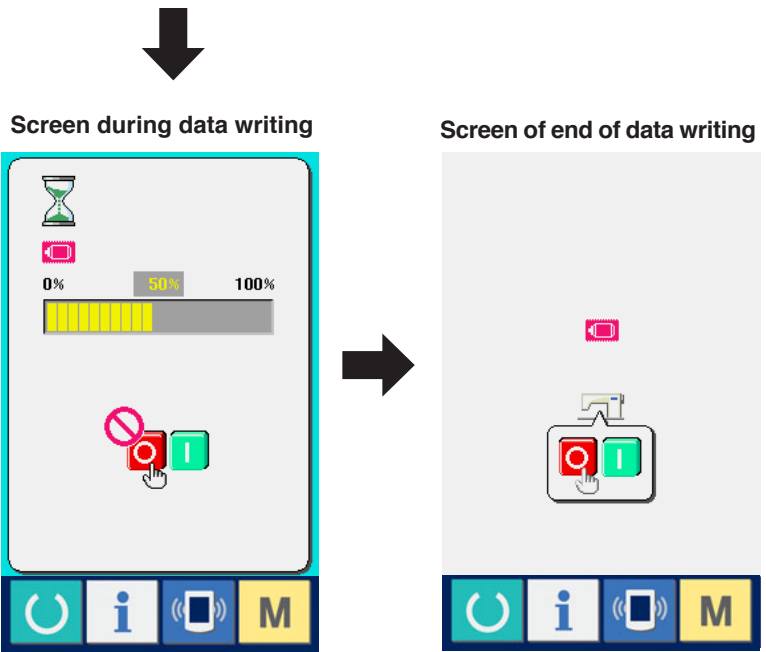 Screen during data writing
0% 50% 100%
O I
i M
Screen of end of data writing
O I
i M